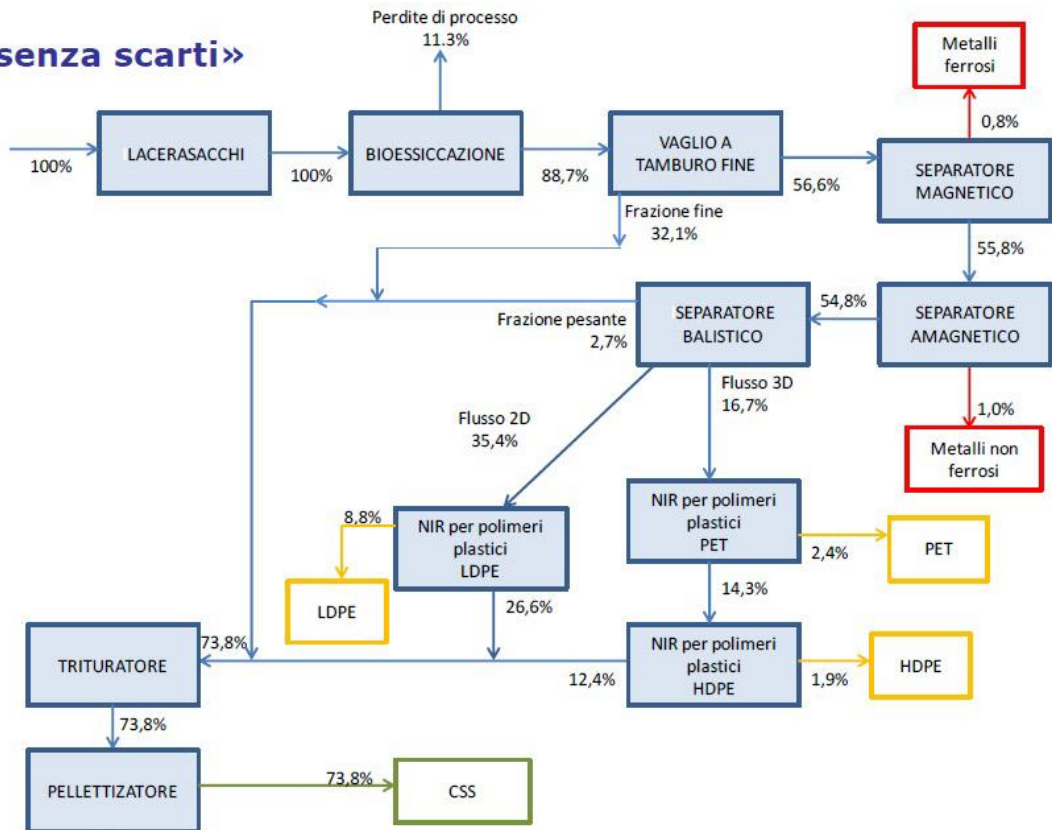 senza scarti»
Perdite di processo
11.3%
Metalli
ferrosi
0,8%
100%
LACERASACCHI
100%
BIOESSICCAZIONE
88,7%
VAGLIO A
TAMBURO FINE
56,6%
SEPARATORE
MAGNETICO
Frazione fine
32,1%
55,8%
Frazione pesante
2,7%
SEPARATORE
BALISTICO
54,8%
SEPARATORE
AMAGNETICO
Flusso 2D
35,4%
Flusso 3D
16,7%
1,0%
Metalli non
ferrosi
8,8%
LDPE
NIR per polimeri
plastici
LDPE
26,6%
NIR per polimeri
plastici
PET
2,4%
PET
14,3%
TRITURATORE
73,8%
12,4%
NIR per polimeri
plastici
HDPE
1,9%
HDPE
73,8%
PELLETTIZATORE
73,8%
CSS